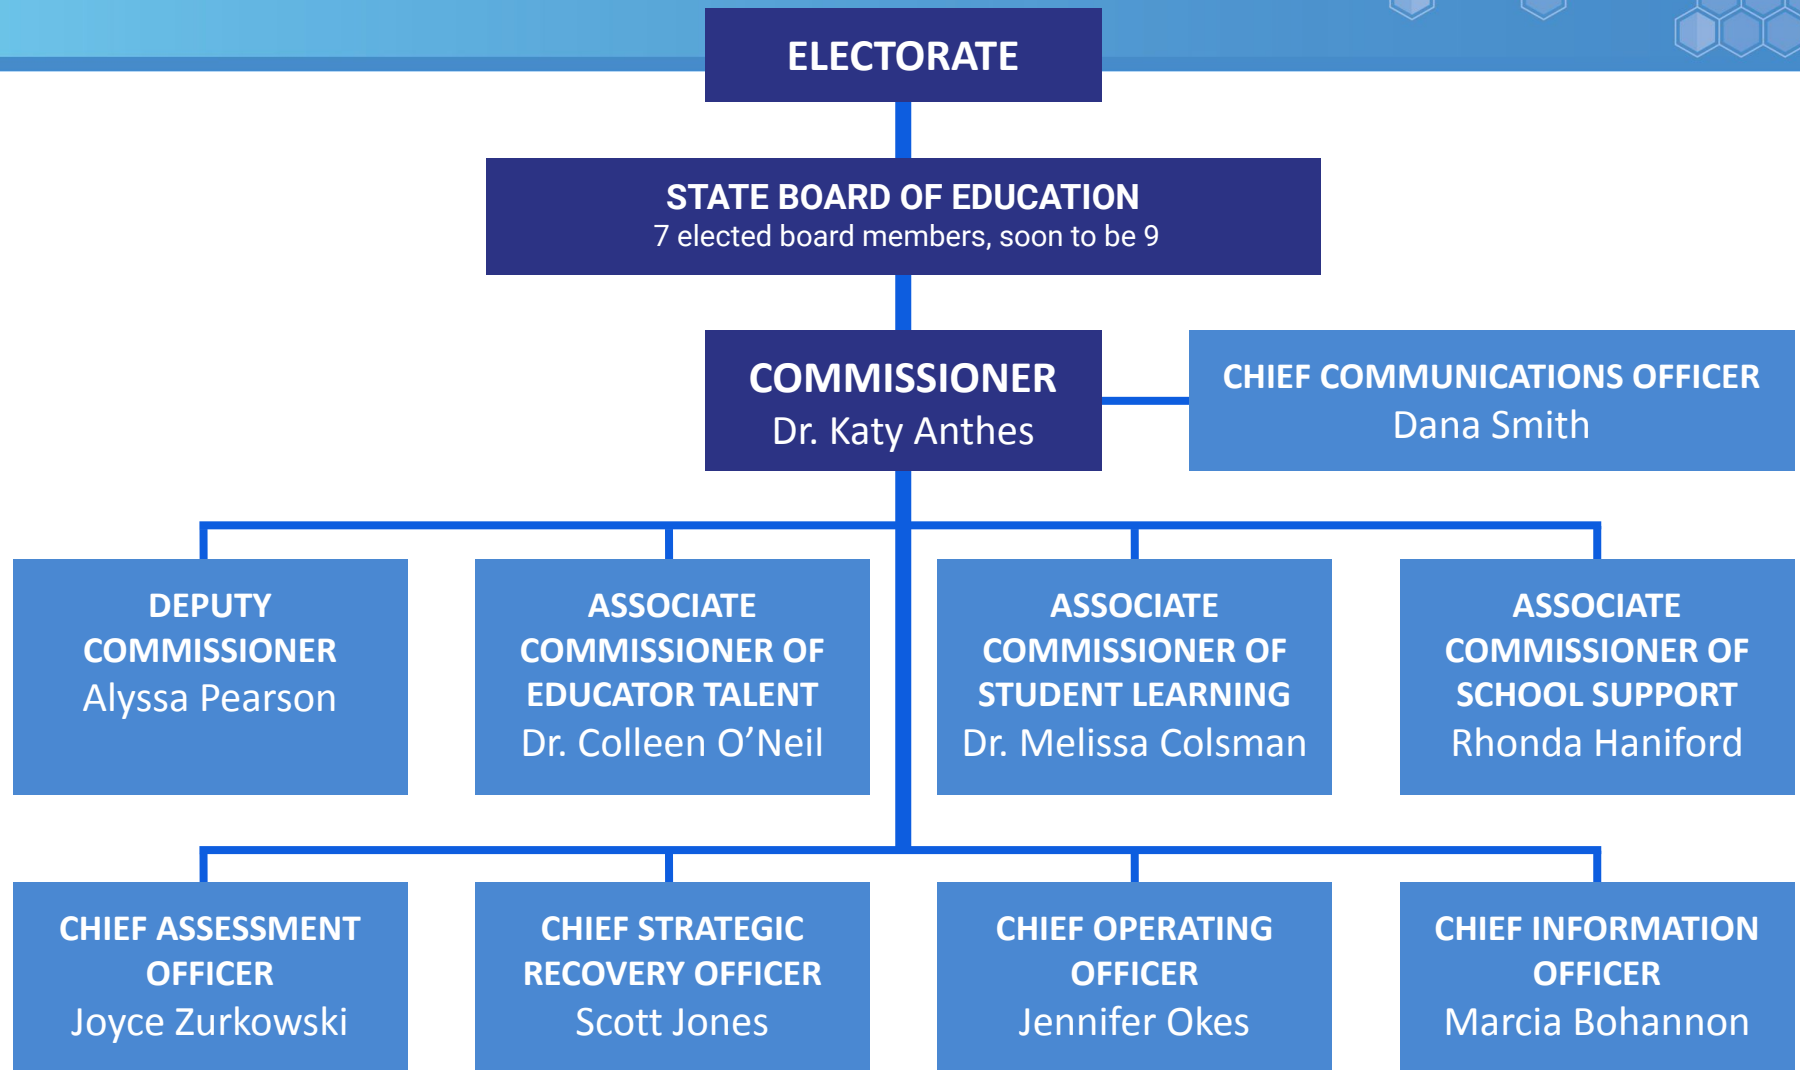 ELECTORATE
STATE BOARD OF EDUCATION
7 elected board members, soon to be 9
COMMISSIONER
Dr. Katy Anthes
CHIEF COMMUNICATIONS OFFICER
Dana Smith
DEPUTY
COMMISSIONER
Alyssa Pearson
ASSOCIATE
COMMISSIONER OF
EDUCATOR TALENT
Dr. Colleen O’Neil
ASSOCIATE
COMMISSIONER OF
STUDENT LEARNING
Dr. Melissa Colsman
ASSOCIATE
COMMISSIONER OF
SCHOOL SUPPORT
Rhonda Haniford
CHIEF ASSESSMENT
OFFICER
Joyce Zurkowski
CHIEF STRATEGIC
RECOVERY OFFICER
Scott Jones
CHIEF OPERATING
OFFICER
Jennifer Okes
CHIEF INFORMATION
OFFICER
Marcia Bohannon